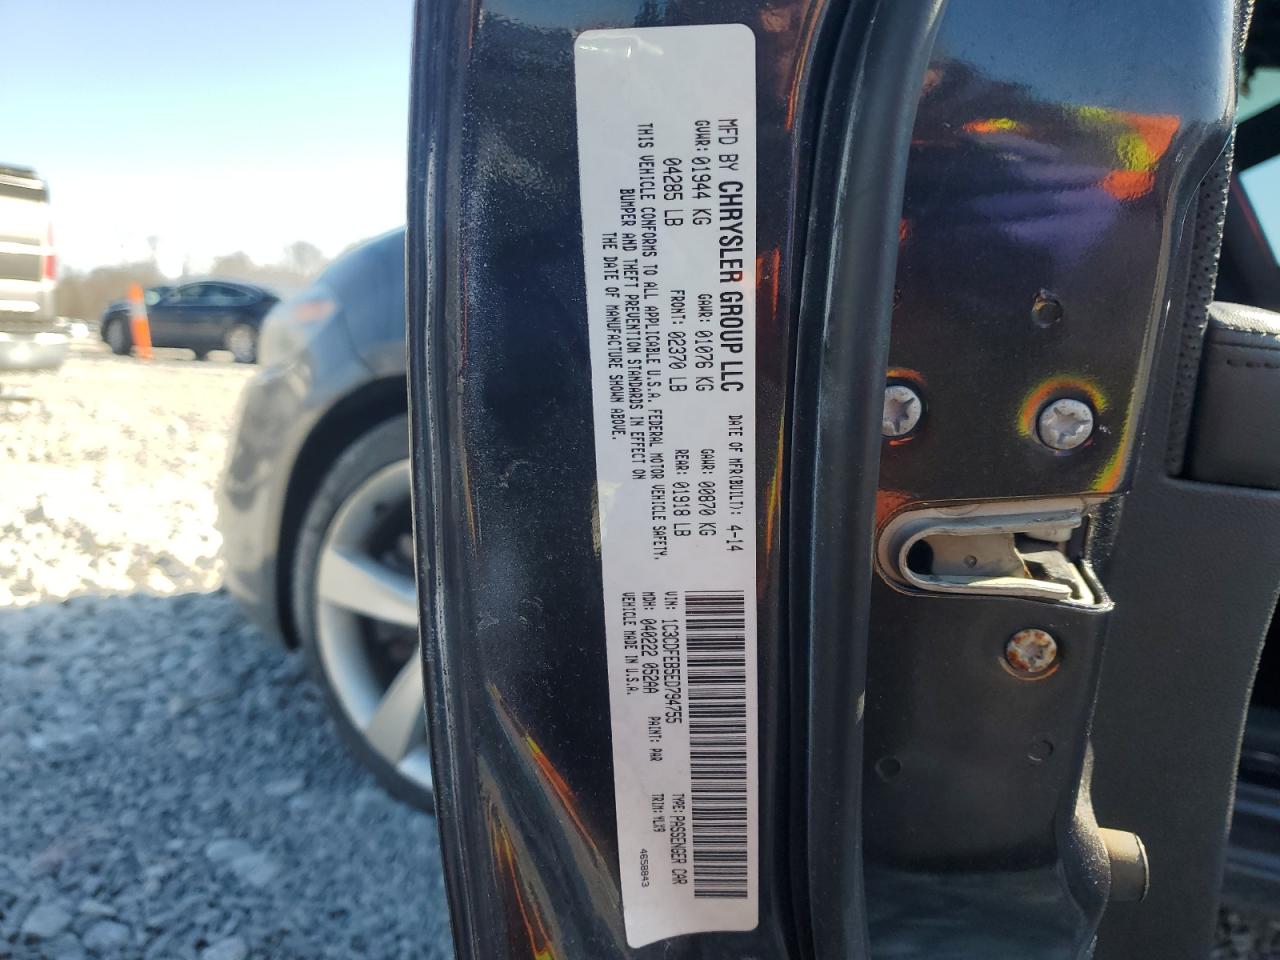 MFD BY CHRYSLER GROUP LLC DATE OF MFR(BUILT): 4-14
GVWR: 01944 KG GAWR: 01076 KG GAWR: 00870 KG
04285 LB FRONT: 02370 LB REAR: 01918 LB
THIS VEHICLE CONFORMS TO ALL APPLICABLE U.S.A. FEDERAL MOTOR VEHICLE SAFETY,
BUMPER AND THEFT PREVENTION STANDARDS IN EFFECT ON
THE DATE OF MANUFACTURE SHOWN ABOVE.
VIN: 1C3CDFEB5ED794755 TYPE: PASSENGER CAR
MDH: 040222 052AA PAINT: PAR TRIM: YLX9
VEHICLE MADE IN U.S.A. 4658843